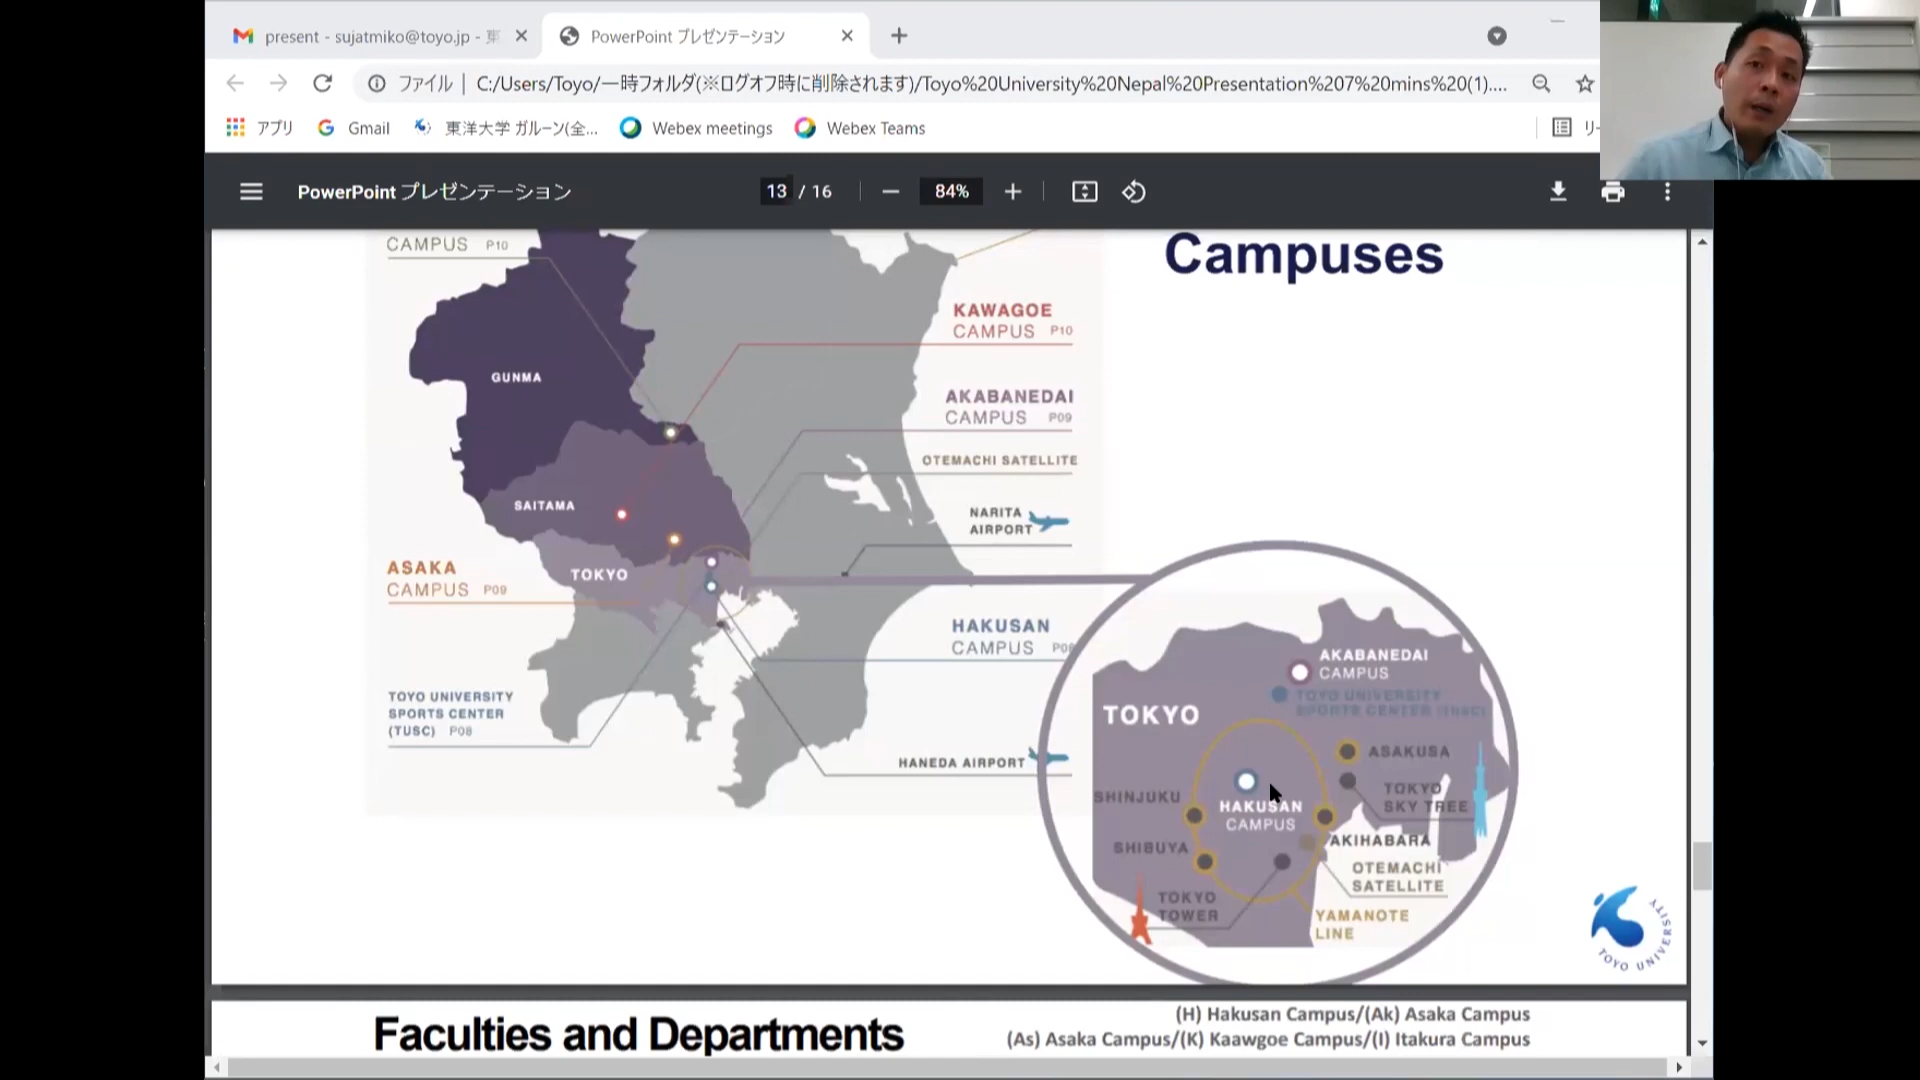 present - sujatmiko@toyo.jp - 東
PowerPoint プレゼンテーション
ファイル | C:/Users/Toyo/一時フォルダ(※ログオフ時に削除されます)/Toyo%20University%20Nepal%20Presentation%207%20mins%20(1)....
アプリ
Gmail
東洋大学 ガルーン(全...
Webex meetings
Webex Teams
リー
PowerPoint プレゼンテーション
13 / 16
84%
Campuses
CAMPUS P10
KAWAGOE
CAMPUS P10
GUNMA
AKABANEDAI
CAMPUS P09
OTEMACHI SATELLITE
SAITAMA
NARITA
AIRPORT
ASAKA
CAMPUS P09
TOKYO
HAKUSAN
CAMPUS P08
TOYO UNIVERSITY
SPORTS CENTER
(TUSC) P08
HANEDA AIRPORT
AKABANEDAI
CAMPUS
TOYO UNIVERSITY
SPORTS CENTER (TUSC)
TOKYO
ASAKUSA
TOKYO
SKY TREE
SHINJUKU
HAKUSAN
CAMPUS
AKIHABARA
SHIBUYA
OTEMACHI
SATELLITE
TOKYO
TOWER
YAMANOTE
LINE
TOYO UNIVERSITY
Faculties and Departments
(H) Hakusan Campus/(Ak) Asaka Campus
(As) Asaka Campus/(K) Kaawgoe Campus/(I) Itakura Campus